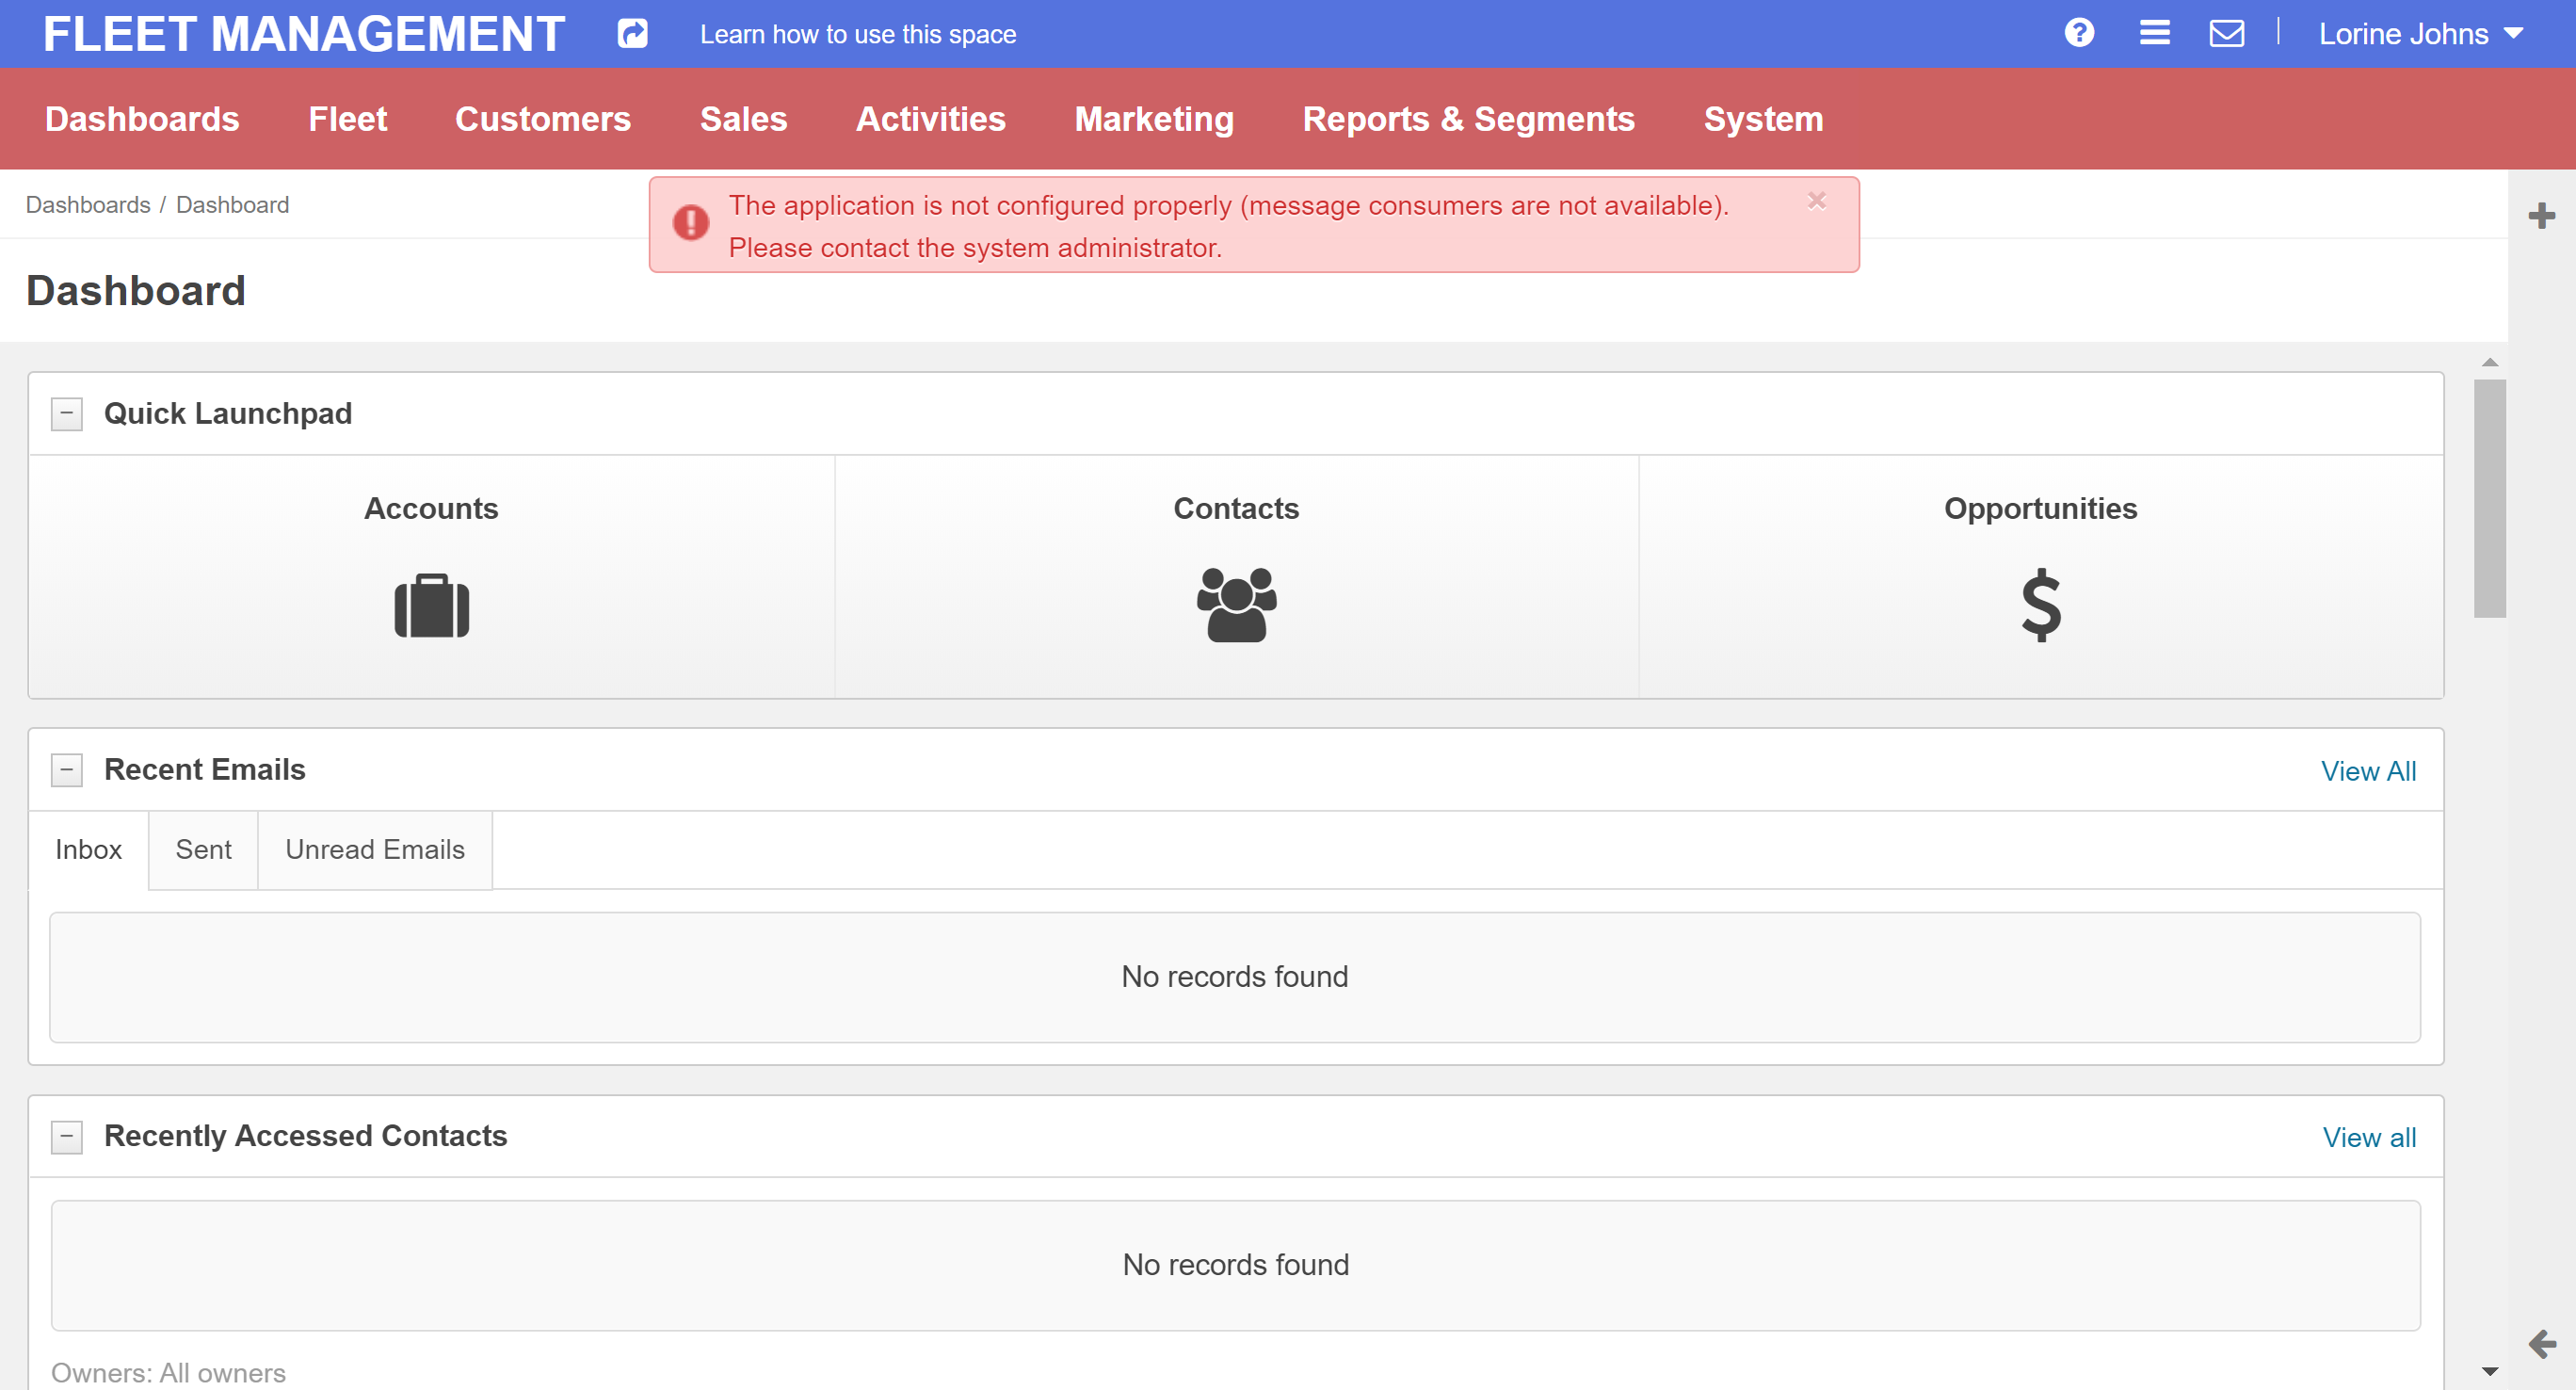 FLEET MANAGEMENT Learn how to use this space Lorine Johns
Dashboards Fleet Customers Sales Activities Marketing Reports & Segments System
Dashboards / Dashboard
The application is not configured properly (message consumers are not available).
Please contact the system administrator.
Dashboard
Quick Launchpad
Accounts Contacts Opportunities
Recent Emails View All
Inbox Sent Unread Emails
No records found
Recently Accessed Contacts View all
No records found
Owners: All owners